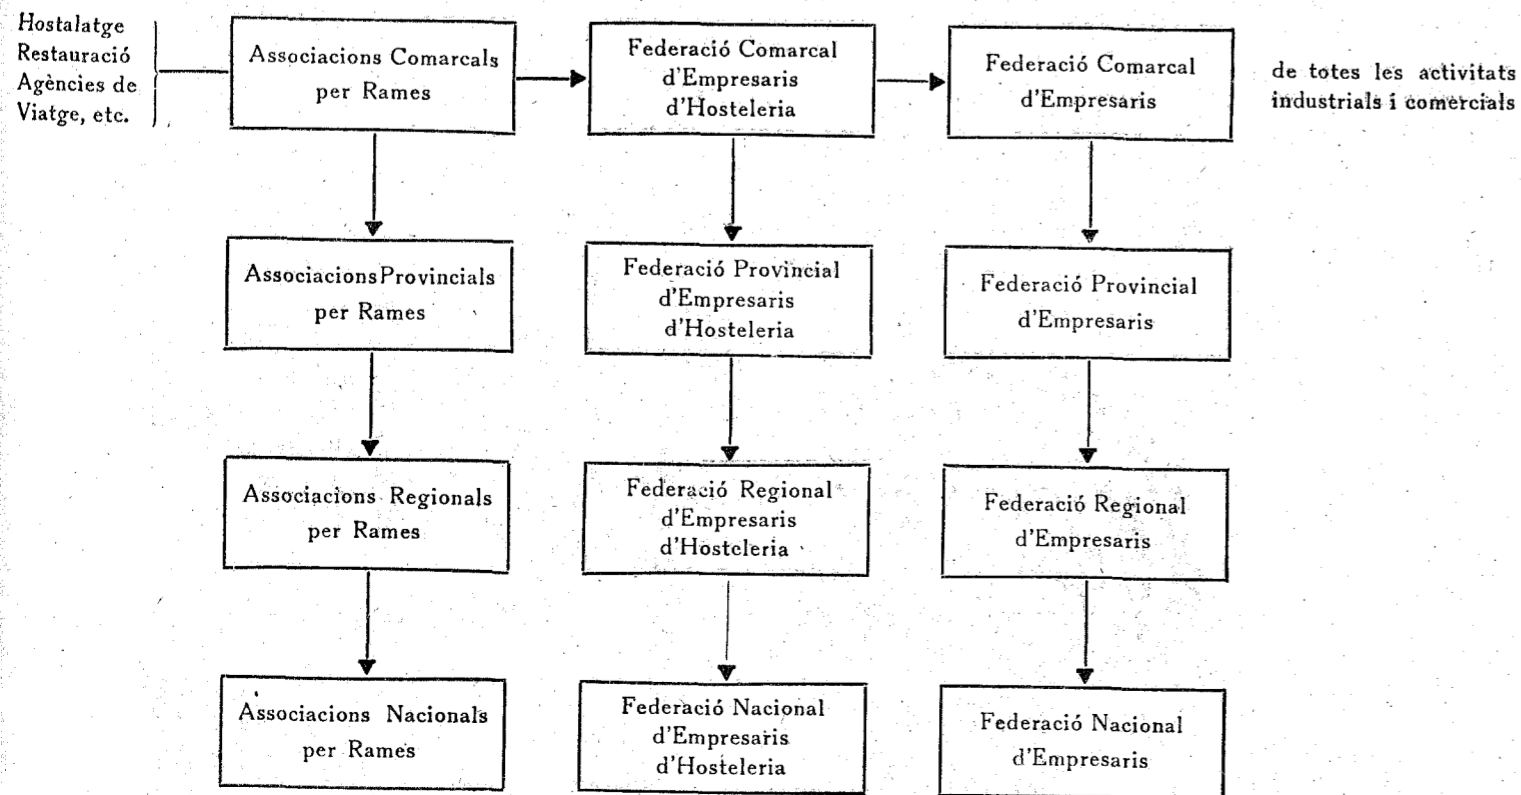 Hostalatge
Restauració
Agències de
Viatge, etc.
Associacions Comarcals
per Rames
Federació Comarcal
d'Empresaris
d'Hosteleria
Federació Comarcal
d'Empresaris
de totes les activitats
industrials i comercials
Associacions Provincials
per Rames
Federació Provincial
d'Empresaris
d'Hosteleria
Federació Provincial
d'Empresaris
Associacions Regionals
per Rames
Federació Regional
d'Empresaris
d'Hosteleria
Federació Regional
d'Empresaris
Associacions Nacionals
per Rames
Federació Nacional
d'Empresaris
d'Hosteleria
Federació Nacional
d'Empresaris